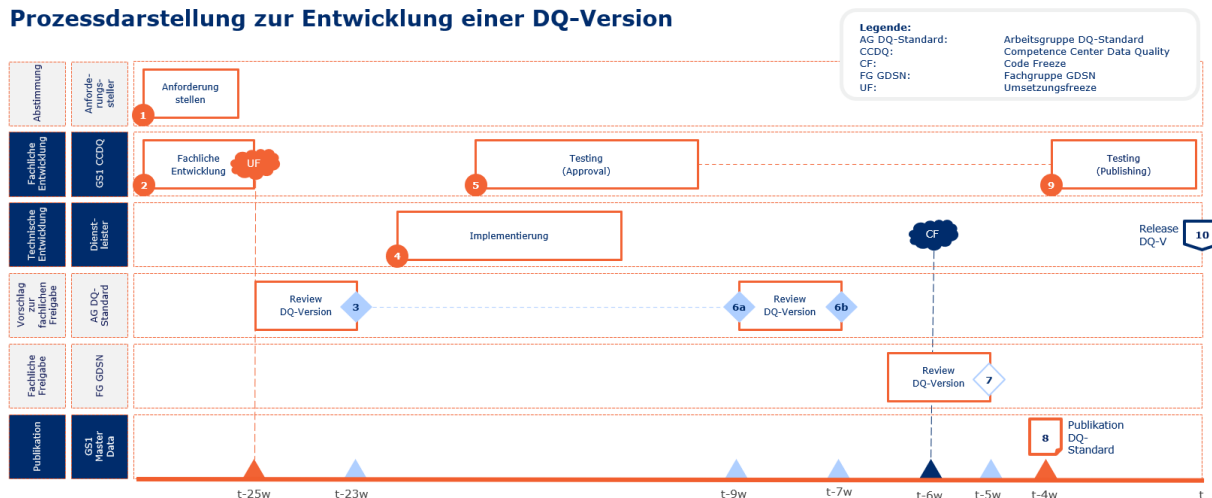 Prozessdarstellung zur Entwicklung einer DQ-Version
Legende:
AG DQ-Standard: Arbeitsgruppe DQ-Standard
CCDQ: Competence Center Data Quality
CF: Code Freeze
FG GDSN: Fachgruppe GDSN
UF: Umsetzungsfreeze
Abstimmung
Anforde-
rungs-
steller
Anforderung
stellen
1
Fachliche
Entwicklung
GS1 CCDQ
Fachliche
Entwicklung
2
UF
Testing
(Approval)
5
Testing
(Publishing)
9
Technische
Entwicklung
Dienst-
leister
Implementierung
4
CF
Release
DQ-V
10
Vorschlag zur
fachlichen
Freigabe
AG DQ-
Standard
Review
DQ-Version
3
6a
Review
DQ-Version
6b
Fachliche
Freigabe
FG GDSN
Review
DQ-Version
7
Publikation
GS1
Master
Data
8
Publikation
DQ-
Standard
t-25w
t-23w
t-9w
t-7w
t-6w
t-5w
t-4w
t